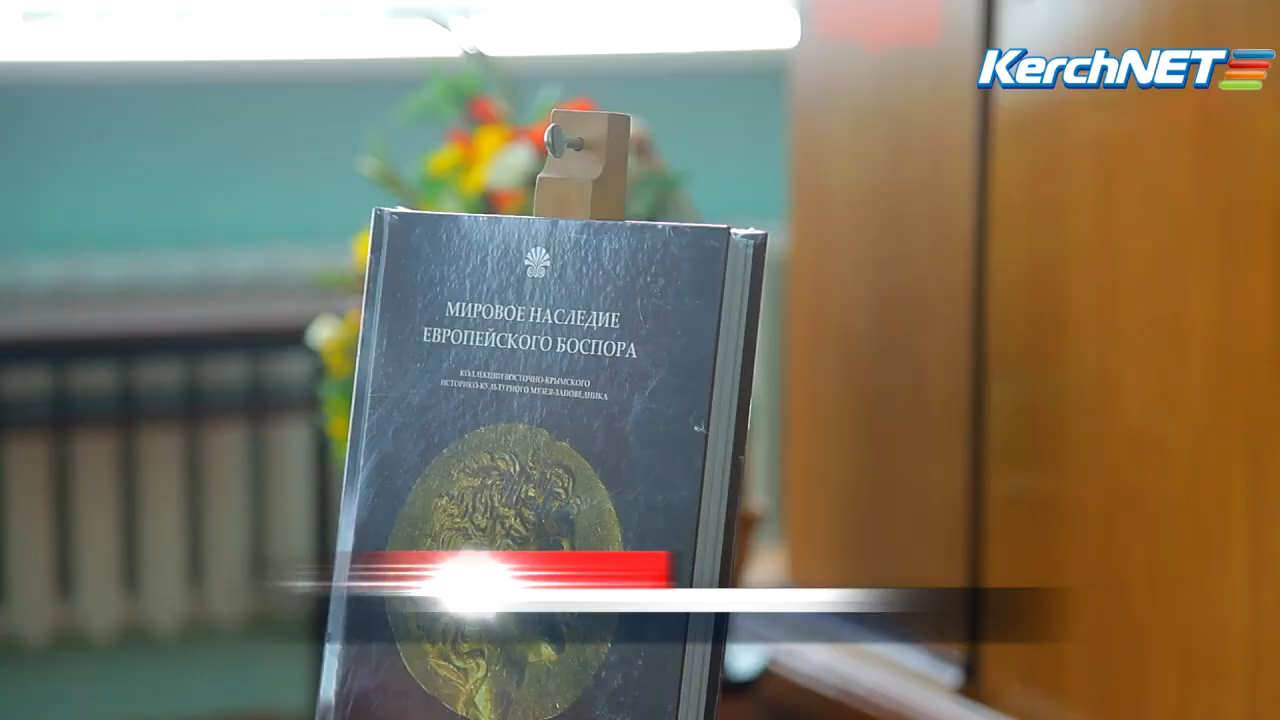 KerchNET
МИРОВОЕ НАСЛЕДИЕ
ЕВРОПЕЙСКОГО БОСПОРА
КОЛЛЕКЦИИ ВОСТОЧНО-КРЫМСКОГО
ИСТОРИКО-КУЛЬТУРНОГО МУЗЕЯ-ЗАПОВЕДНИКА